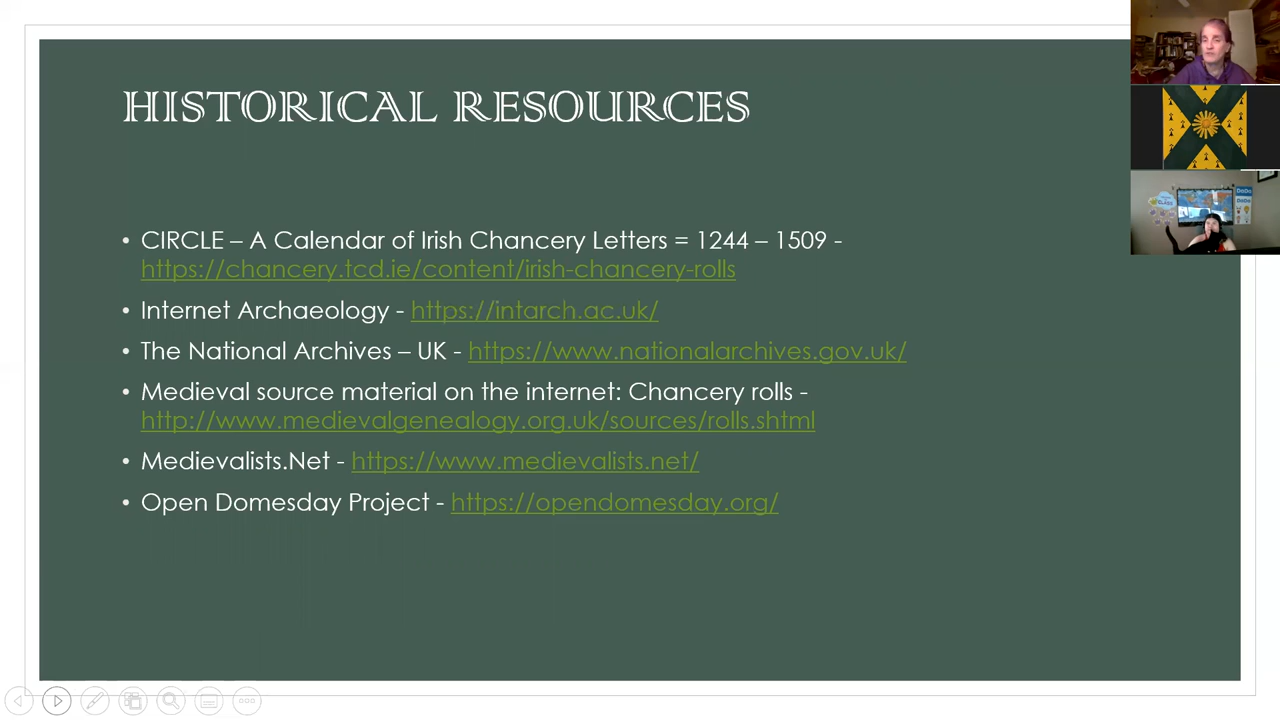 HISTORICAL RESOURCES
• CIRCLE – A Calendar of Irish Chancery Letters = 1244 – 1509 -
https://chancery.tcd.ie/content/irish-chancery-rolls
• Internet Archaeology - https://intarch.ac.uk/
• The National Archives – UK - https://www.nationalarchives.gov.uk/
• Medieval source material on the internet: Chancery rolls -
http://www.medievalgenealogy.org.uk/sources/rolls.shtml
• Medievalists.Net - https://www.medievalists.net/
• Open Domesday Project - https://opendomesday.org/